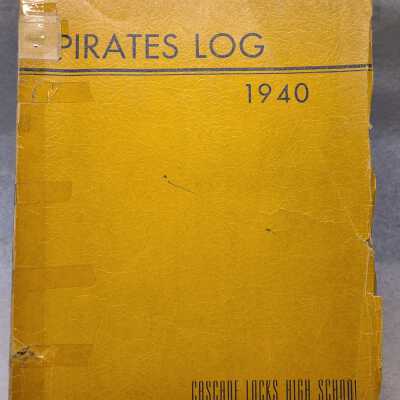 PIRATES LOG
1940
CASCADE LOCKS HIGH SCHOOL